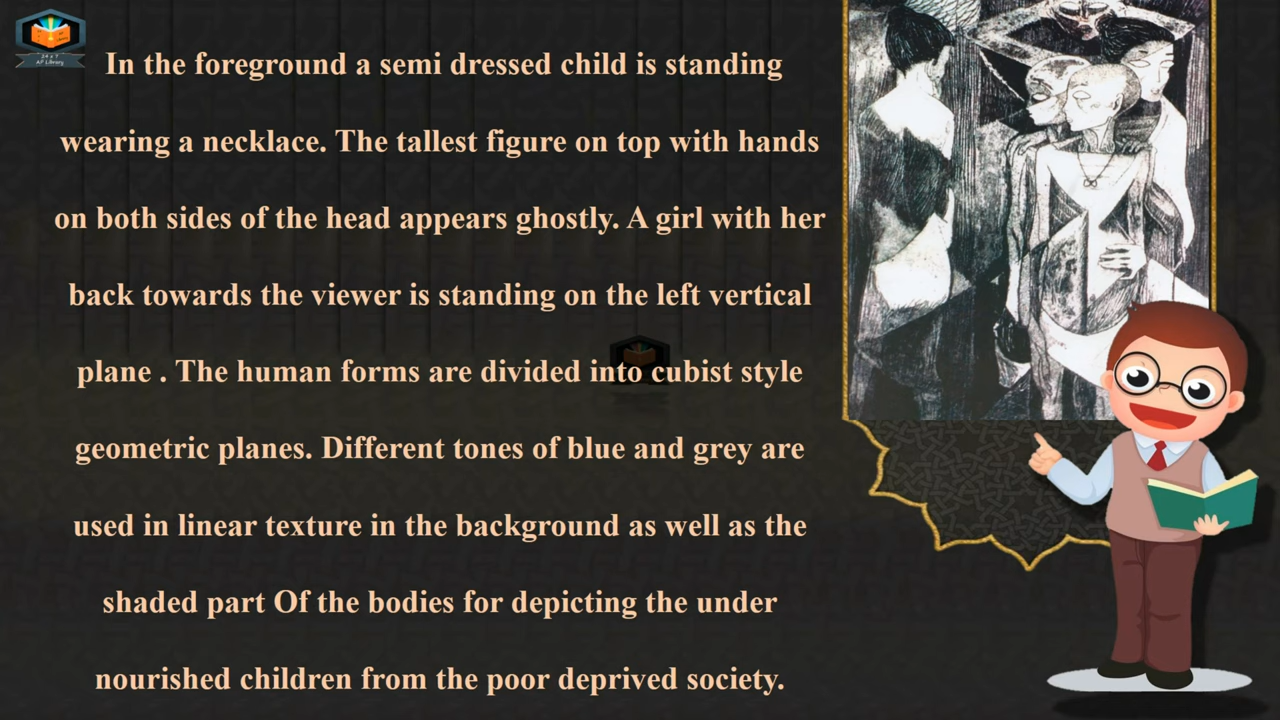 24 x 7
AP Library
In the foreground a semi dressed child is standing
wearing a necklace. The tallest figure on top with hands
on both sides of the head appears ghostly. A girl with her
back towards the viewer is standing on the left vertical
plane . The human forms are divided into cubist style
geometric planes. Different tones of blue and grey are
used in linear texture in the background as well as the
shaded part Of the bodies for depicting the under
nourished children from the poor deprived society.